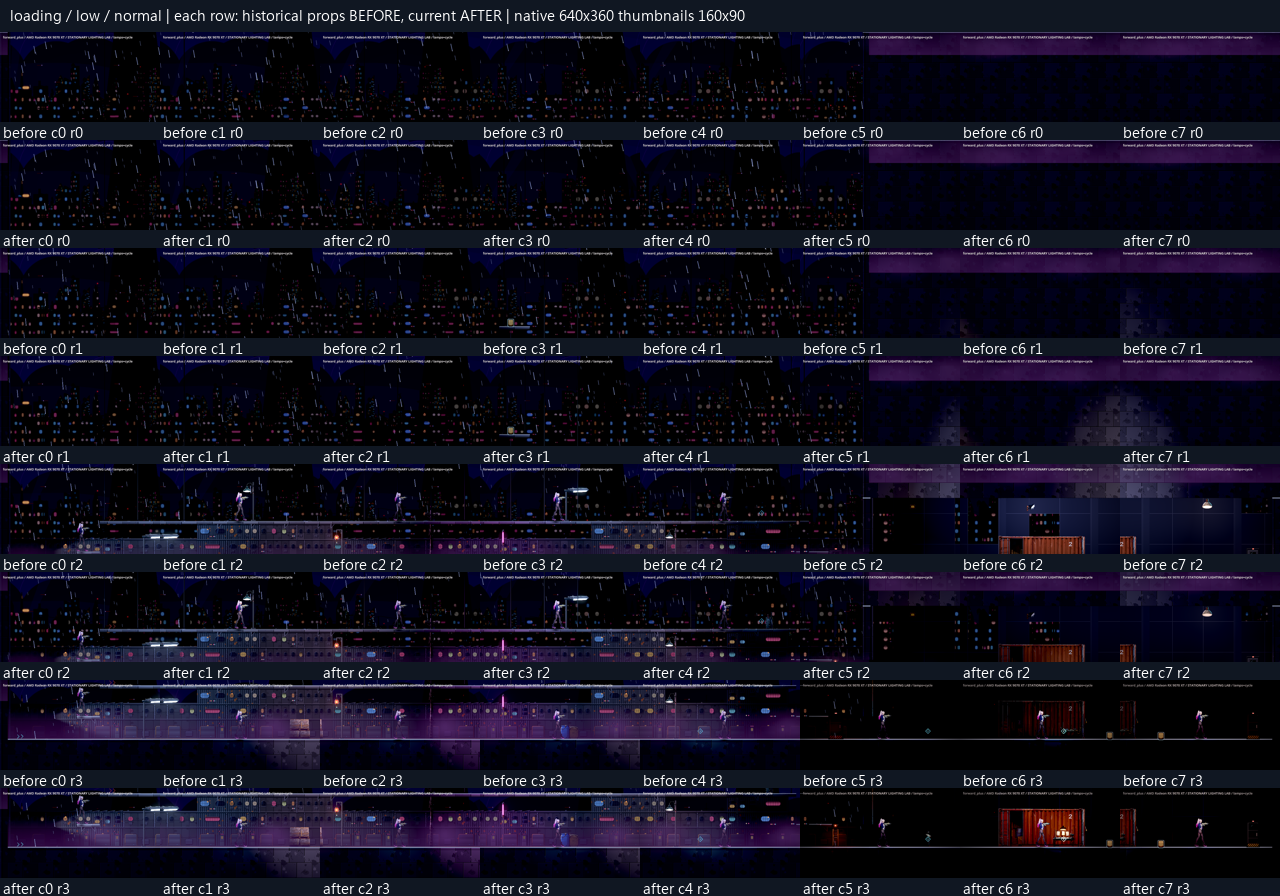 loading / low / normal | each row: historical props BEFORE, current AFTER | native 640x360 thumbnails 160x90
before c0 r0 before c1 r0 before c2 r0 before c3 r0 before c4 r0 before c5 r0 before c6 r0 before c7 r0
after c0 r0 after c1 r0 after c2 r0 after c3 r0 after c4 r0 after c5 r0 after c6 r0 after c7 r0
before c0 r1 before c1 r1 before c2 r1 before c3 r1 before c4 r1 before c5 r1 before c6 r1 before c7 r1
after c0 r1 after c1 r1 after c2 r1 after c3 r1 after c4 r1 after c5 r1 after c6 r1 after c7 r1
before c0 r2 before c1 r2 before c2 r2 before c3 r2 before c4 r2 before c5 r2 before c6 r2 before c7 r2
after c0 r2 after c1 r2 after c2 r2 after c3 r2 after c4 r2 after c5 r2 after c6 r2 after c7 r2
before c0 r3 before c1 r3 before c2 r3 before c3 r3 before c4 r3 before c5 r3 before c6 r3 before c7 r3
after c0 r3 after c1 r3 after c2 r3 after c3 r3 after c4 r3 after c5 r3 after c6 r3 after c7 r3